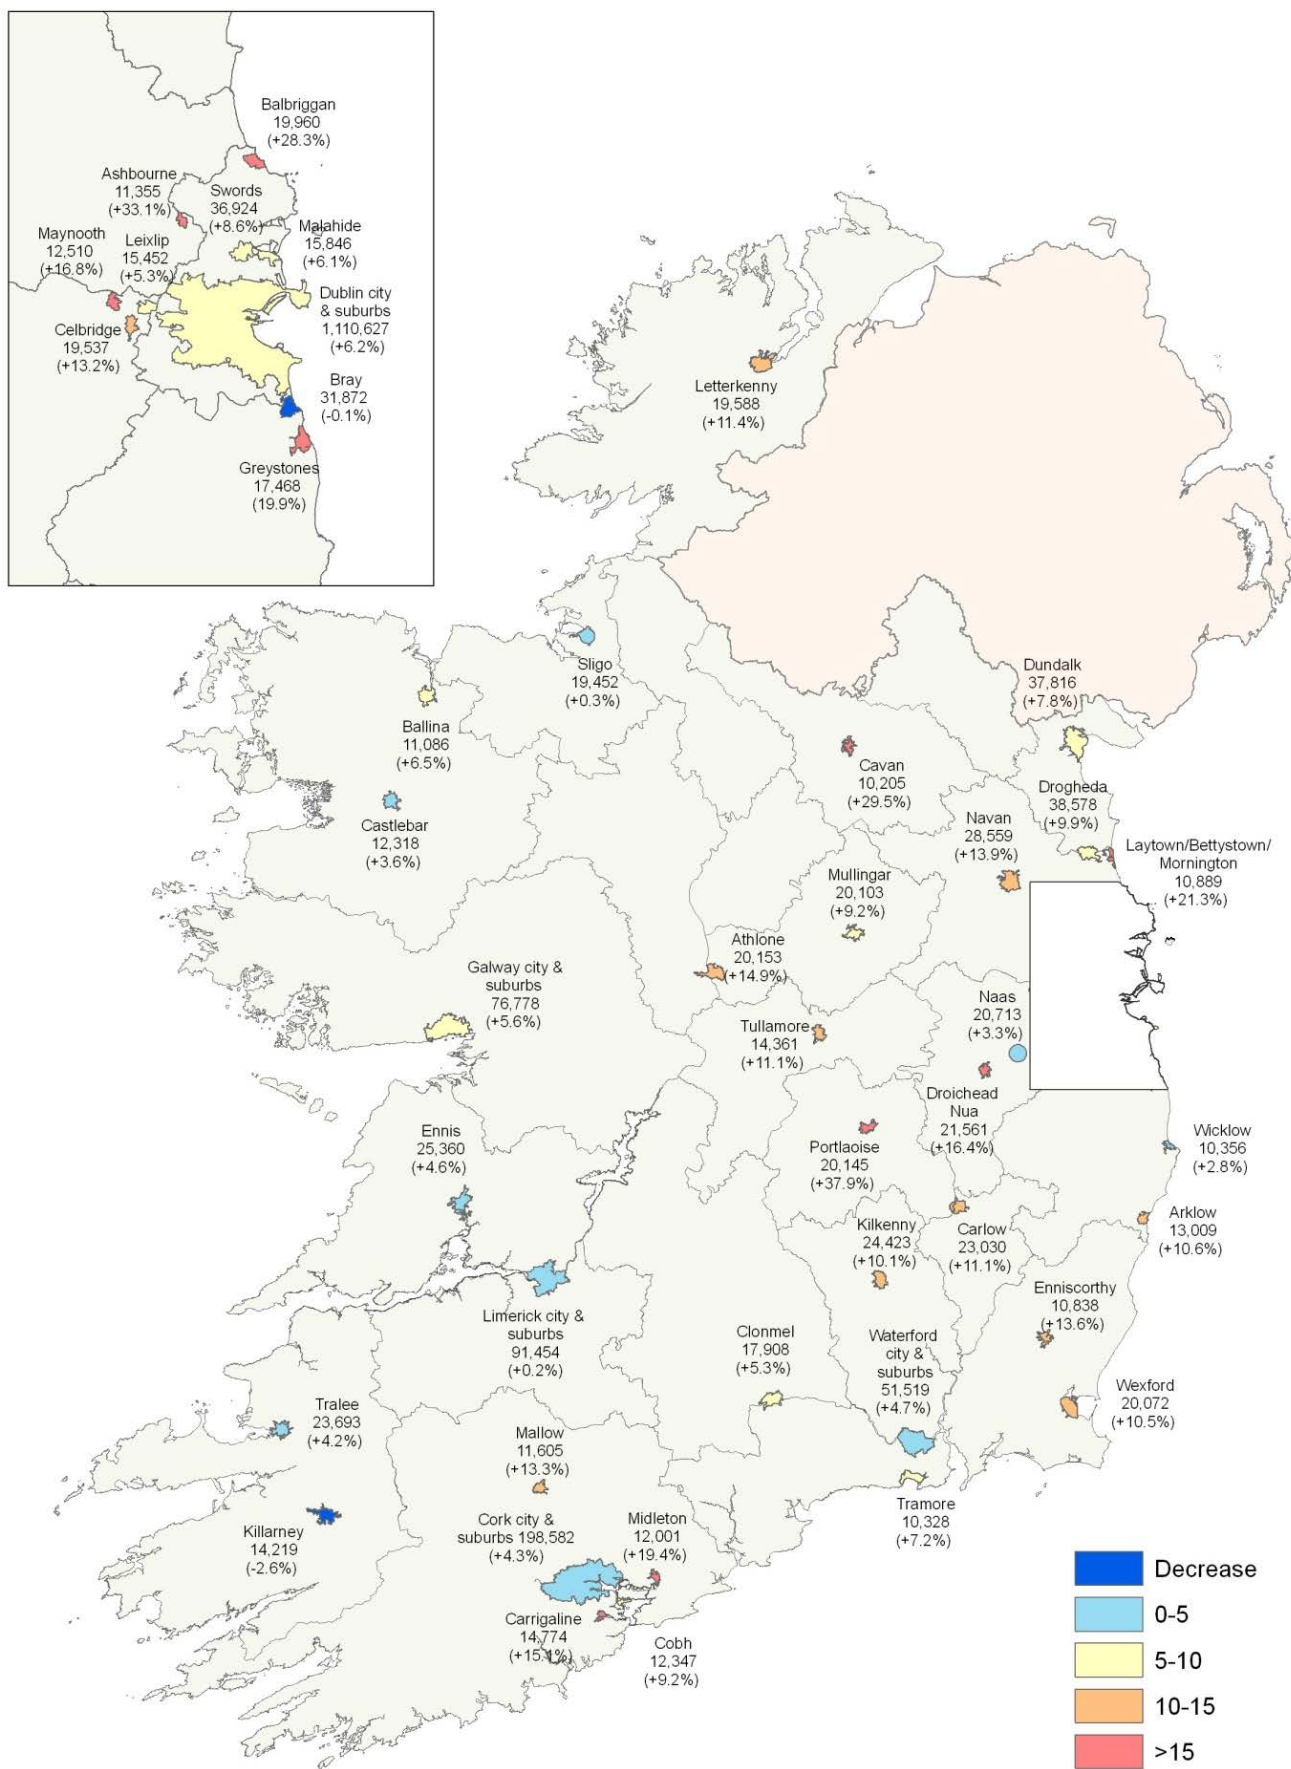 Balbriggan
19,960
(+28.3%)
Ashbourne
11,355
(+33.1%)
Swords
36,924
(+8.6%)
Malahide
15,846
(+6.1%)
Maynooth
12,510
(+16.8%)
Leixlip
15,452
(+5.3%)
Dublin city
& suburbs
1,110,627
(+6.2%)
Celbridge
19,537
(+13.2%)
Bray
31,872
(-0.1%)
Greystones
17,468
(19.9%)
Letterkenny
19,588
(+11.4%)
Sligo
19,452
(+0.3%)
Dundalk
37,816
(+7.8%)
Ballina
11,086
(+6.5%)
Cavan
10,205
(+29.5%)
Drogheda
38,578
(+9.9%)
Castlebar
12,318
(+3.6%)
Navan
28,559
(+13.9%)
Laytown/Bettystown/
Mornington
10,889
(+21.3%)
Mullingar
20,103
(+9.2%)
Athlone
20,153
(+14.9%)
Galway city &
suburbs
76,778
(+5.6%)
Naas
20,713
(+3.3%)
Tullamore
14,361
(+11.1%)
Droichead
Nua
21,561
(+16.4%)
Ennis
25,360
(+4.6%)
Portlaoise
20,145
(+37.9%)
Wicklow
10,356
(+2.8%)
Arklow
13,009
(+10.6%)
Kilkenny
24,423
(+10.1%)
Carlow
23,030
(+11.1%)
Enniscorthy
10,838
(+13.6%)
Limerick city &
suburbs
91,454
(+0.2%)
Clonmel
17,908
(+5.3%)
Waterford
city &
suburbs
51,519
(+4.7%)
Wexford
20,072
(+10.5%)
Tralee
23,693
(+4.2%)
Mallow
11,605
(+13.3%)
Tramore
10,328
(+7.2%)
Killarney
14,219
(-2.6%)
Cork city &
suburbs 198,582
(+4.3%)
Midleton
12,001
(+19.4%)
Carrigaline
14,774
(+15.1%)
Cobh
12,347
(+9.2%)
Decrease
0-5
5-10
10-15
>15